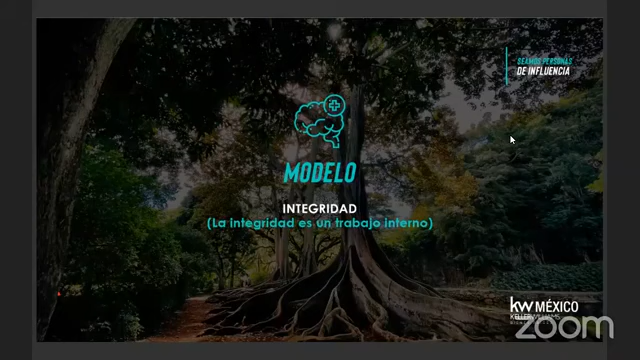 SEAMOS PERSONAS
DE INFLUENCIA
MODELO
INTEGRIDAD
(La integridad es un trabajo interno)
kw MÉXICO
KELLERWILLIAMS
zoom